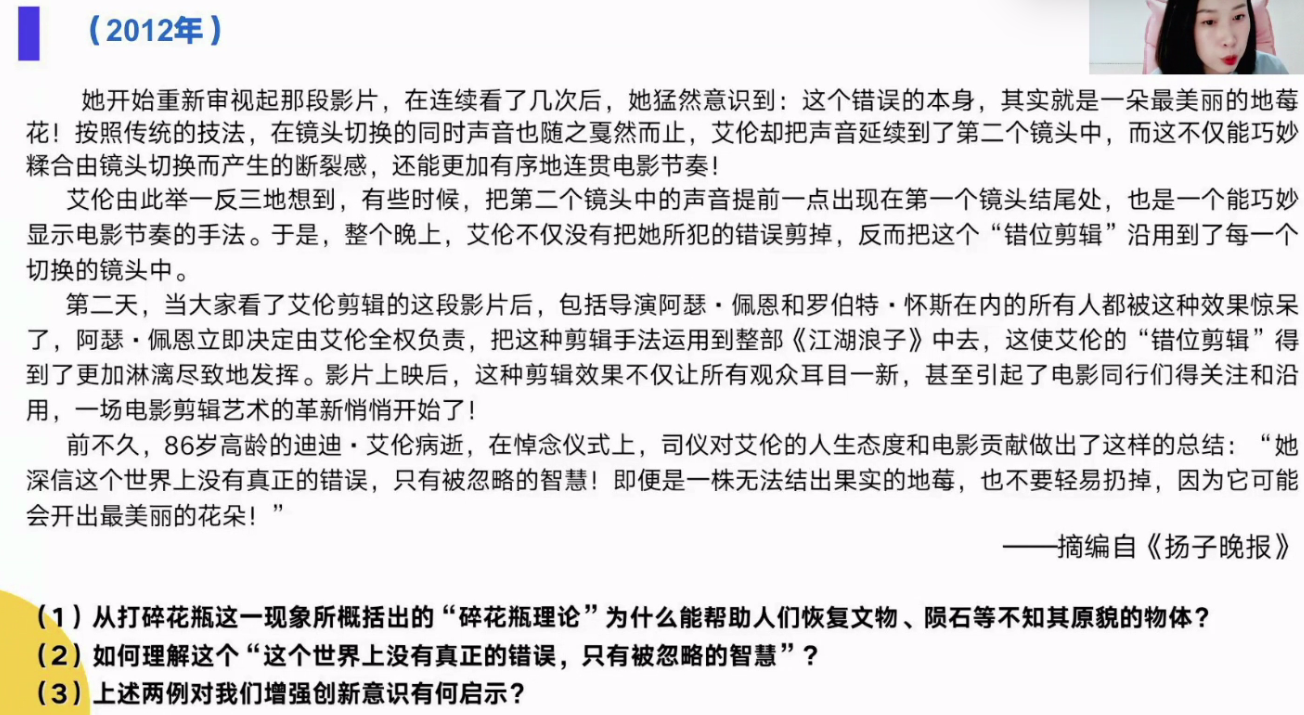 （2012年）
她开始重新审视起那段影片，在连续看了几次后，她猛然意识到：这个错误的本身，其实就是一朵最美丽的地莓
花！按照传统的技法，在镜头切换的同时声音也随之戛然而止，艾伦却把声音延续到了第二个镜头中，而这不仅能巧妙
糅合由镜头切换而产生的断裂感，还能更加有序地连贯电影节奏！
艾伦由此举一反三地想到，有些时候，把第二个镜头中的声音提前一点出现在第一个镜头结尾处，也是一个能巧妙
显示电影节奏的手法。于是，整个晚上，艾伦不仅没有把她所犯的错误剪掉，反而把这个“错位剪辑”沿用到了每一个
切换的镜头中。
第二天，当大家看了艾伦剪辑的这段影片后，包括导演阿瑟·佩恩和罗伯特·怀斯在内的所有人都被这种效果惊呆
了，阿瑟·佩恩立即决定由艾伦全权负责，把这种剪辑手法运用到整部《江湖浪子》中去，这使艾伦的“错位剪辑”得
到了更加淋漓尽致地发挥。影片上映后，这种剪辑效果不仅让所有观众耳目一新，甚至引起了电影同行们得关注和沿
用，一场电影剪辑艺术的革新悄悄开始了！
前不久，86岁高龄的迪迪·艾伦病逝，在悼念仪式上，司仪对艾伦的人生态度和电影贡献做出了这样的总结：“她
深信这个世界上没有真正的错误，只有被忽略的智慧！即便是一株无法结出果实的地莓，也不要轻易扔掉，因为它可能
会开出最美丽的花朵！”
——摘编自《扬子晚报》
（1）从打碎花瓶这一现象所概括出的“碎花瓶理论”为什么能帮助人们恢复文物、陨石等不知其原貌的物体？
（2）如何理解这个“这个世界上没有真正的错误，只有被忽略的智慧”？
（3）上述两例对我们增强创新意识有何启示？